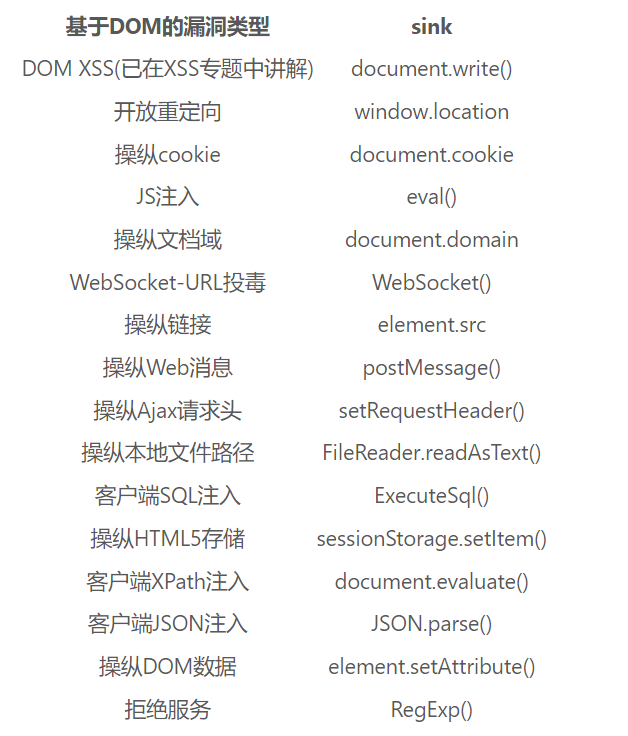 基于DOM的漏洞类型 sink
DOM XSS(已在XSS专题中讲解) document.write()
开放重定向 window.location
操纵cookie document.cookie
JS注入 eval()
操纵文档域 document.domain
WebSocket-URL投毒 WebSocket()
操纵链接 element.src
操纵Web消息 postMessage()
操纵Ajax请求头 setRequestHeader()
操纵本地文件路径 FileReader.readAsText()
客户端SQL注入 ExecuteSql()
操纵HTML5存储 sessionStorage.setItem()
客户端XPath注入 document.evaluate()
客户端JSON注入 JSON.parse()
操纵DOM数据 element.setAttribute()
拒绝服务 RegExp()